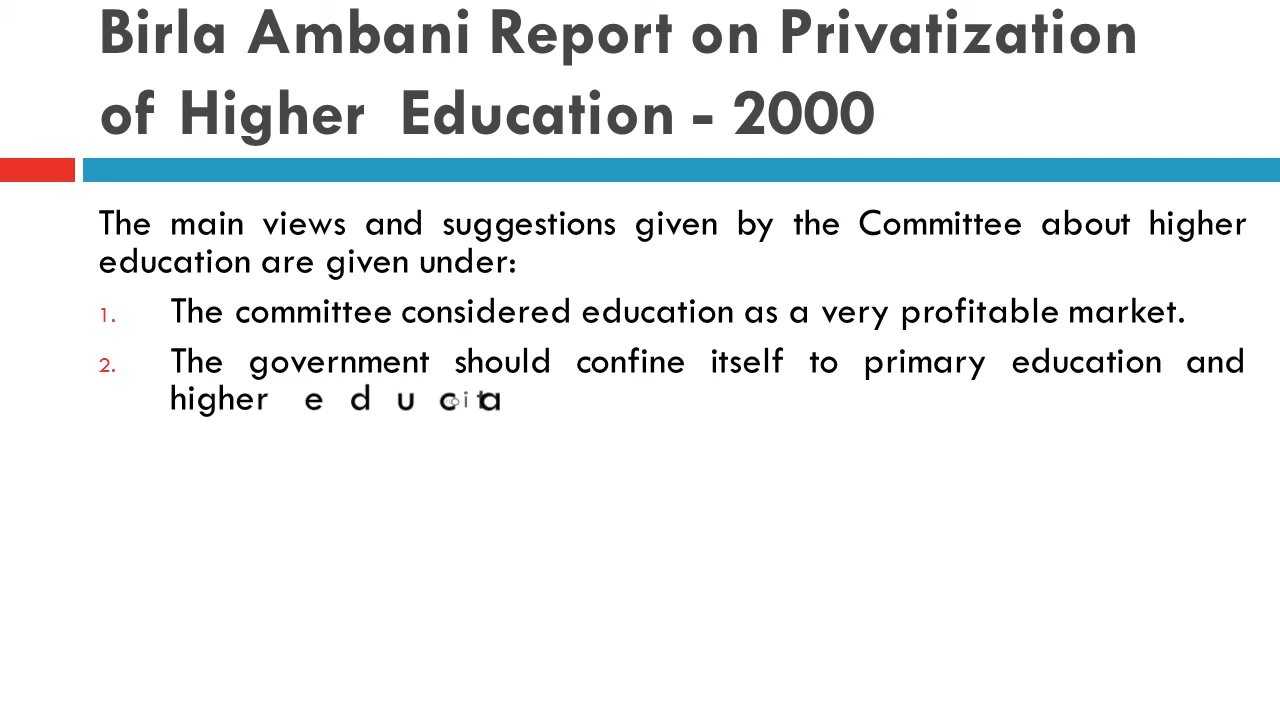 Birla Ambani Report on Privatization
of Higher Education - 2000
The main views and suggestions given by the Committee about higher
education are given under:
1. The committee considered education as a very profitable market.
2. The government should confine itself to primary education and
higher